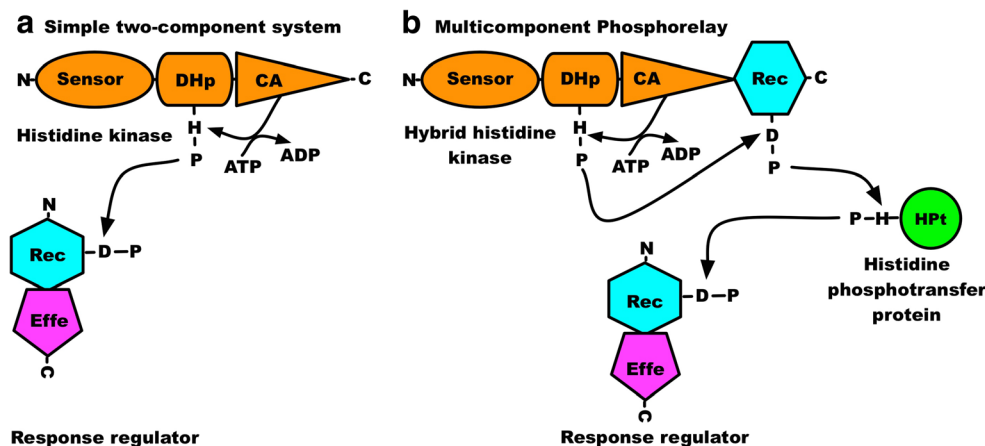 a Simple two-component system
N Sensor DHp CA C
H
P
ATP
ADP
Histidine kinase
N
Rec D P
Effe
C
Response regulator
b Multicomponent Phosphorelay
N Sensor DHp CA Rec C
H
P
ATP
ADP
D
P
Hybrid histidine
kinase
P H HPt
Histidine
phosphotransfer
protein
N
Rec D P
Effe
C
Response regulator